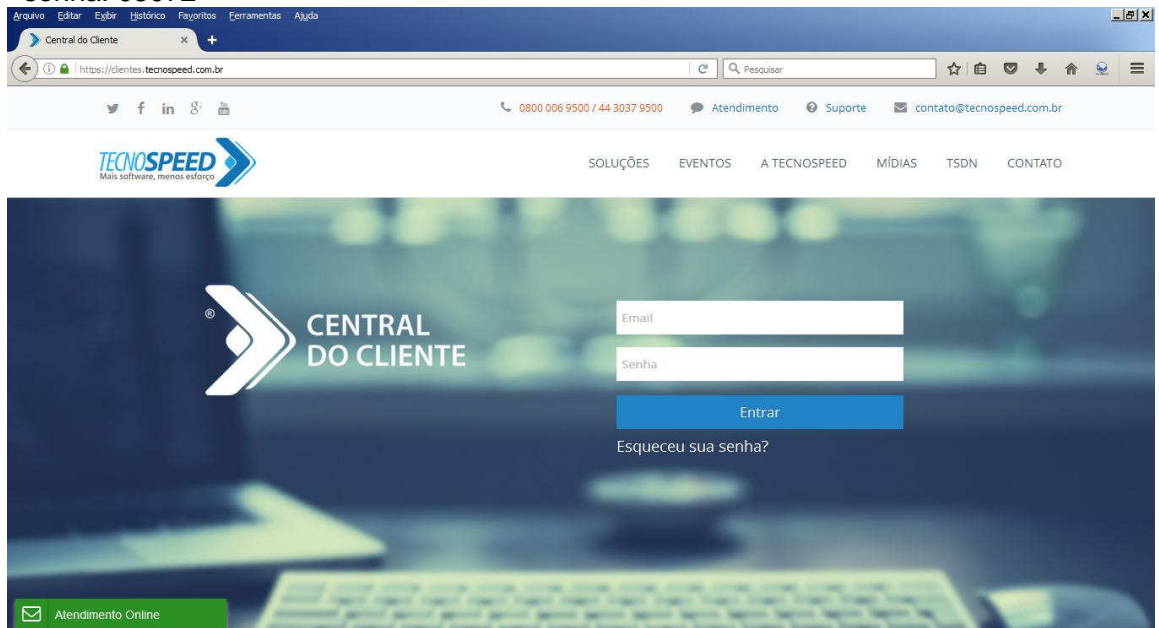 Arquivo Editar Exibir Histórico Favoritos Ferramentas Ajuda
Central do Cliente
https://clientes.tecnospeed.com.br
Pesquisar
0800 006 9500 / 44 3037 9500 Atendimento Suporte contato@tecnospeed.com.br
TECNOSPEED
Mais software, menos esforço
SOLUÇÕES EVENTOS A TECNOSPEED MÍDIAS TSDN CONTATO
®
CENTRAL
DO CLIENTE
Email
Senha
Entrar
Esqueceu sua senha?
Atendimento Online